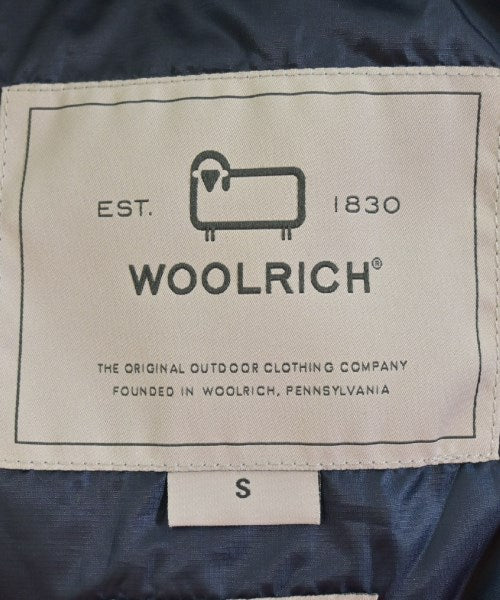 EST. 1830
WOOLRICH®
THE ORIGINAL OUTDOOR CLOTHING COMPANY
FOUNDED IN WOOLRICH, PENNSYLVANIA
S